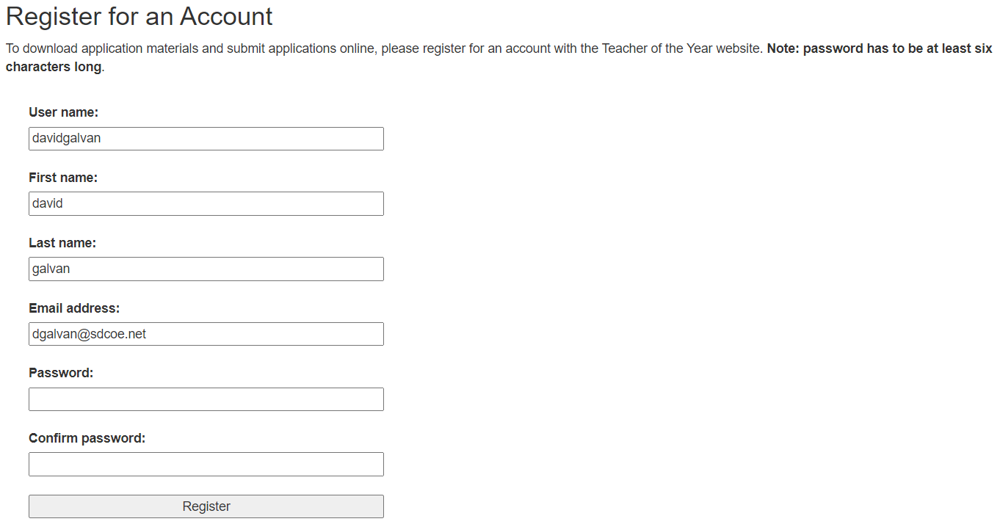 Register for an Account
To download application materials and submit applications online, please register for an account with the Teacher of the Year website. Note: password has to be at least six
characters long.
User name:
davidgalvan
First name:
david
Last name:
galvan
Email address:
dgalvan@sdcoe.net
Password:
Confirm password:
Register